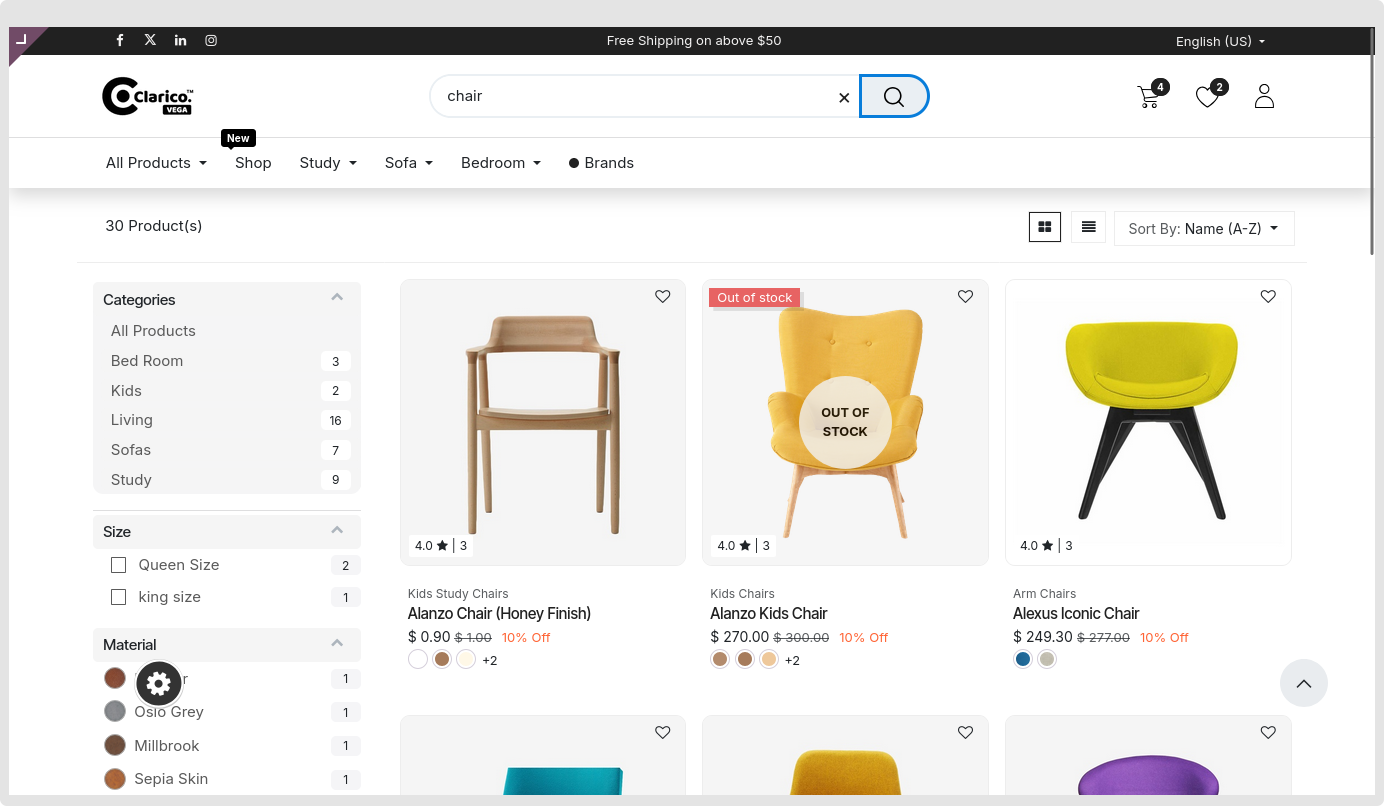 Free Shipping on above $50
English (US)
Clarico.™
VEGA
chair
4
2
New
All Products
Shop
Study
Sofa
Bedroom
Brands
30 Product(s)
Sort By: Name (A-Z)
Categories
All Products
Bed Room 3
Kids 2
Living 16
Sofas 7
Study 9
Size
Queen Size 2
king size 1
Material
1
Oslo Grey 1
Millbrook 1
Sepia Skin 1
4.0 ★ | 3
Kids Study Chairs
Alanzo Chair (Honey Finish)
$ 0.90 $ 1.00 10% Off
+2
Out of stock
OUT OF
STOCK
4.0 ★ | 3
Kids Chairs
Alanzo Kids Chair
$ 270.00 $ 300.00 10% Off
+2
4.0 ★ | 3
Arm Chairs
Alexus Iconic Chair
$ 249.30 $ 277.00 10% Off